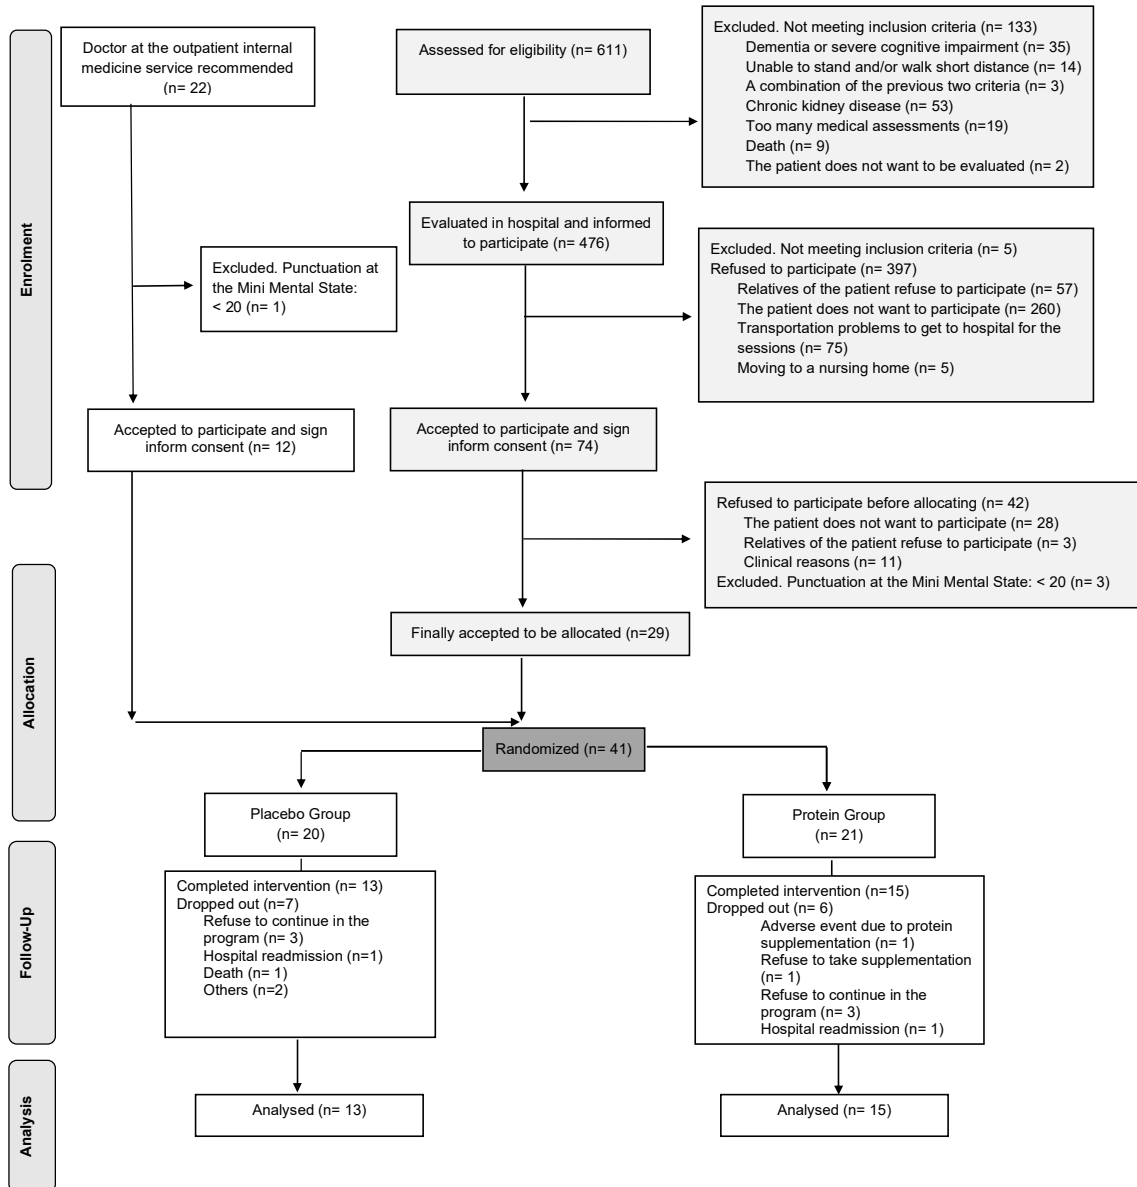 Enrolment
Doctor at the outpatient internal
medicine service recommended
(n= 22)
Assessed for eligibility (n= 611)
Excluded. Not meeting inclusion criteria (n= 133)
Dementia or severe cognitive impairment (n= 35)
Unable to stand and/or walk short distance (n= 14)
A combination of the previous two criteria (n= 3)
Chronic kidney disease (n= 53)
Too many medical assessments (n=19)
Death (n= 9)
The patient does not want to be evaluated (n= 2)
Evaluated in hospital and informed
to participate (n= 476)
Excluded. Punctuation at
the Mini Mental State:
< 20 (n= 1)
Excluded. Not meeting inclusion criteria (n= 5)
Refused to participate (n= 397)
Relatives of the patient refuse to participate (n= 57)
The patient does not want to participate (n= 260)
Transportation problems to get to hospital for the
sessions (n= 75)
Moving to a nursing home (n= 5)
Accepted to participate and sign
inform consent (n= 12)
Accepted to participate and sign
inform consent (n= 74)
Refused to participate before allocating (n= 42)
The patient does not want to participate (n= 28)
Relatives of the patient refuse to participate (n= 3)
Clinical reasons (n= 11)
Excluded. Punctuation at the Mini Mental State: < 20 (n= 3)
Allocation
Finally accepted to be allocated (n=29)
Randomized (n= 41)
Placebo Group
(n= 20)
Protein Group
(n= 21)
Follow-Up
Completed intervention (n= 13)
Dropped out (n=7)
Refuse to continue in the
program (n= 3)
Hospital readmission (n=1)
Death (n= 1)
Others (n=2)
Completed intervention (n=15)
Dropped out (n= 6)
Adverse event due to protein
supplementation (n= 1)
Refuse to take supplementation
(n= 1)
Refuse to continue in the
program (n= 3)
Hospital readmission (n= 1)
Analysis
Analysed (n= 13)
Analysed (n= 15)